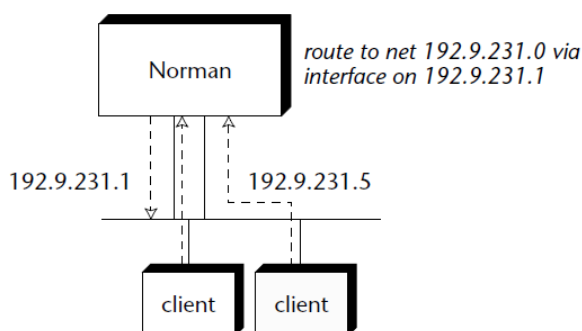 Norman
route to net 192.9.231.0 via
interface on 192.9.231.1
192.9.231.1
192.9.231.5
client
client